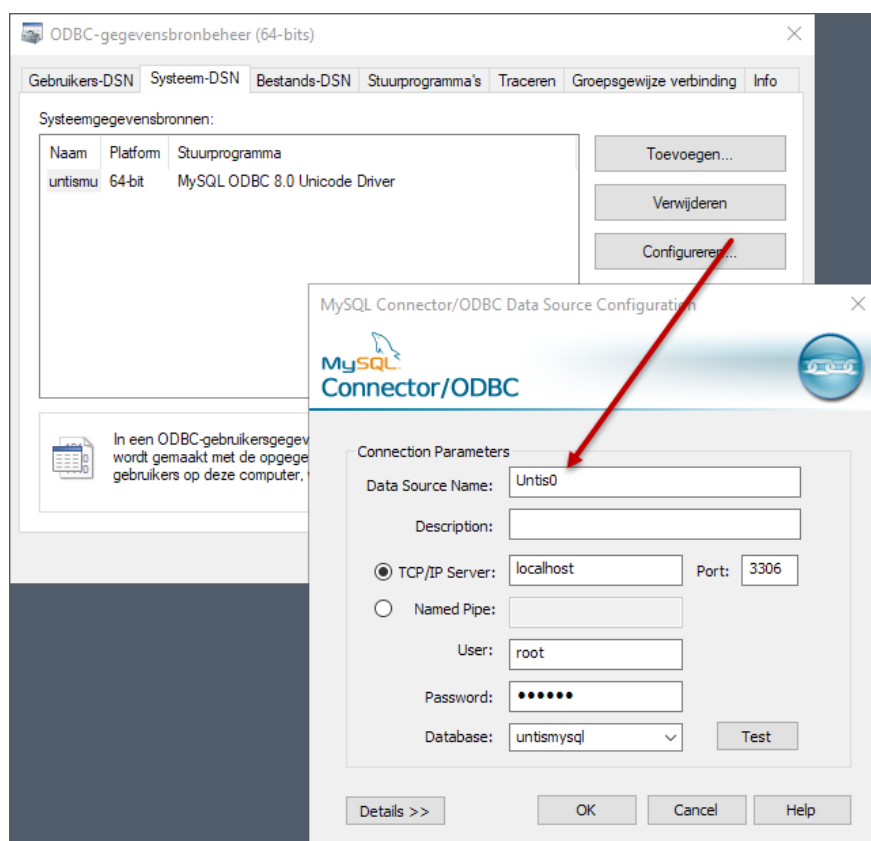 ODBC-gegevensbronbeheer (64-bits)
Gebruikers-DSN Systeem-DSN Bestands-DSN Stuurprogramma's Traceren Groepsgewijze verbinding Info
Systeemgegevensbronnen:
Naam Platform Stuurprogramma
untismu 64-bit MySQL ODBC 8.0 Unicode Driver
Toevoegen...
Verwijderen
Configureren...
In een ODBC-gebruikersgegev
wordt gemaakt met de opgege
gebruikers op deze computer,
MySQL Connector/ODBC Data Source Configuration
MySQL
Connector/ODBC
Connection Parameters
Data Source Name: Untis0
Description:
TCP/IP Server: localhost Port: 3306
Named Pipe:
User: root
Password: ••••••
Database: untismysql Test
Details >> OK Cancel Help